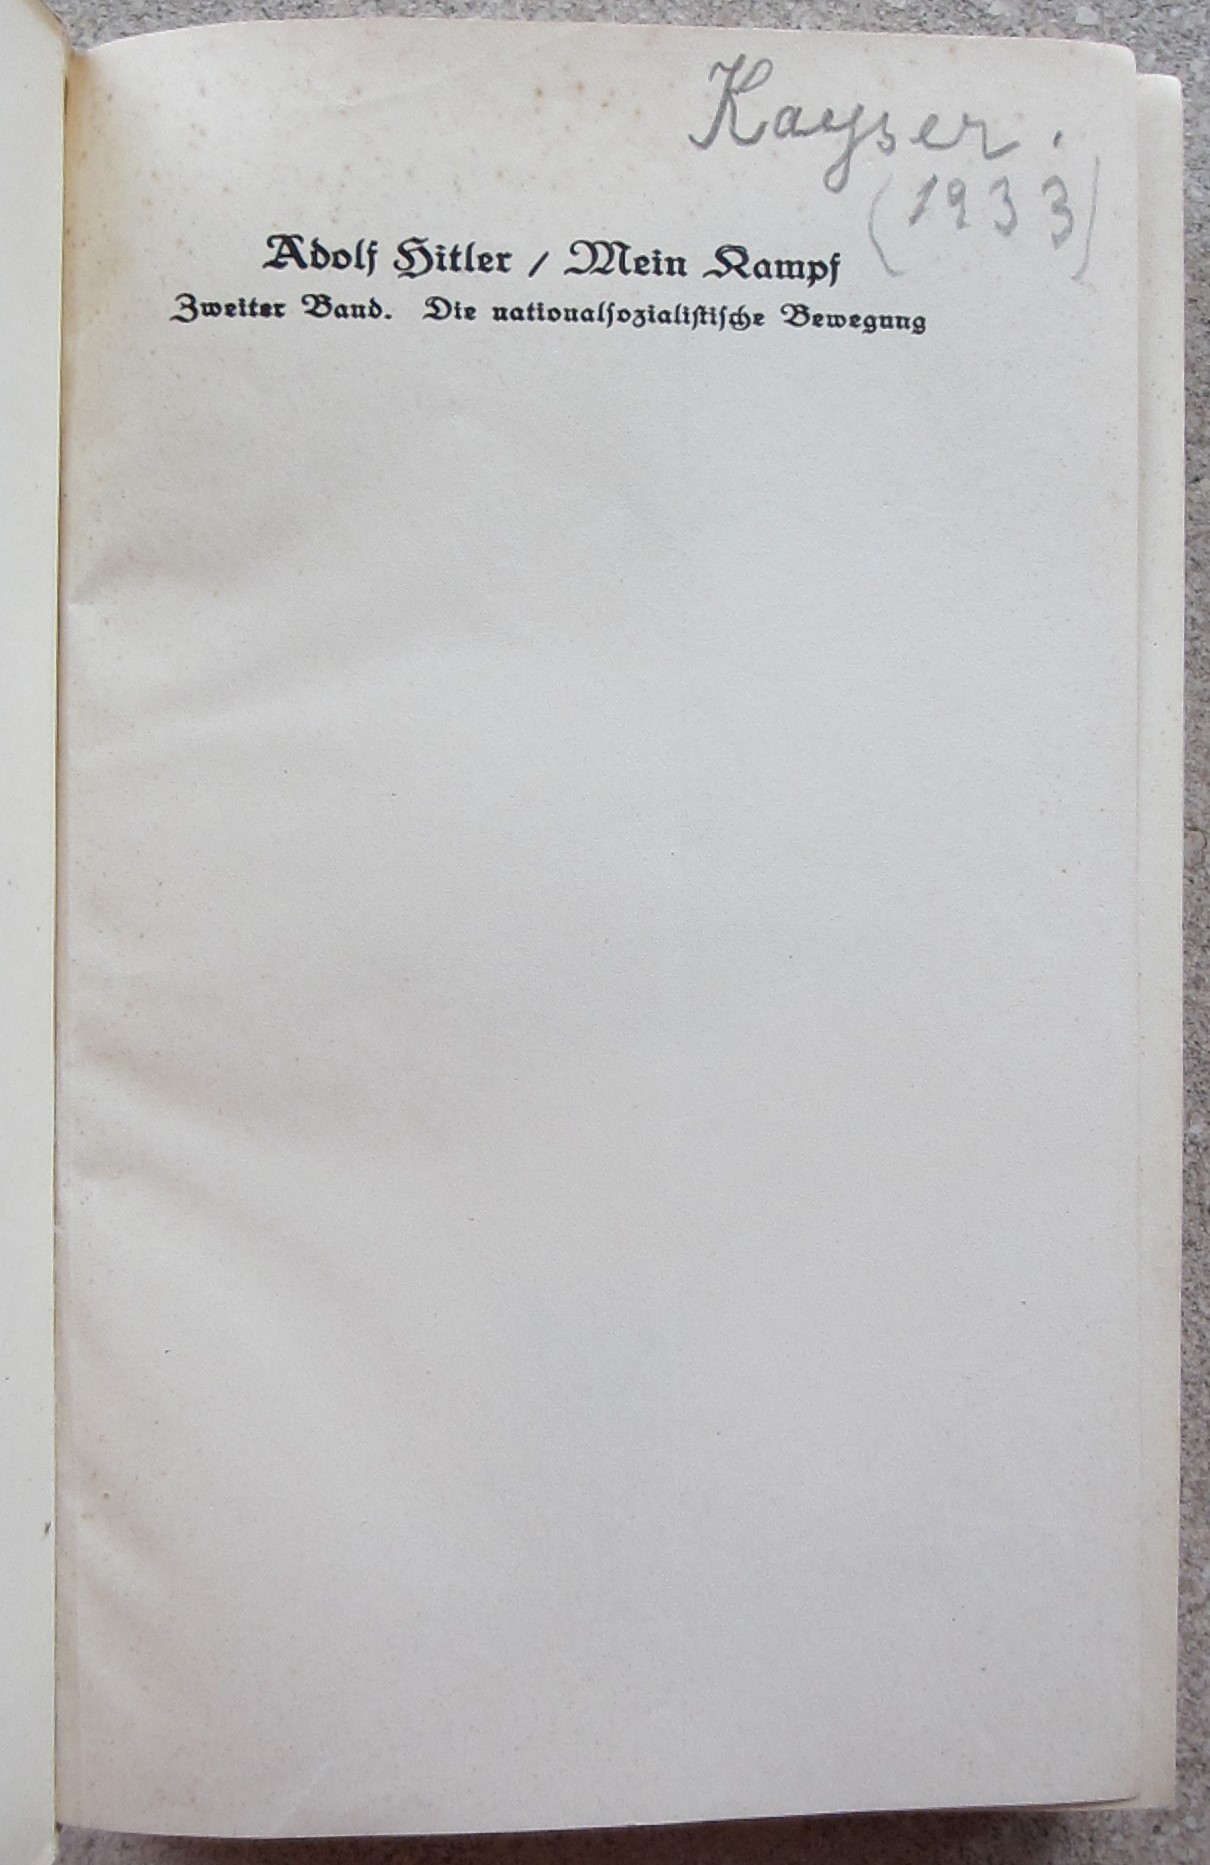 Kayser.
(1933)
Adolf Hitler / Mein Kampf
Zweiter Band. Die nationalsozialistische Bewegung